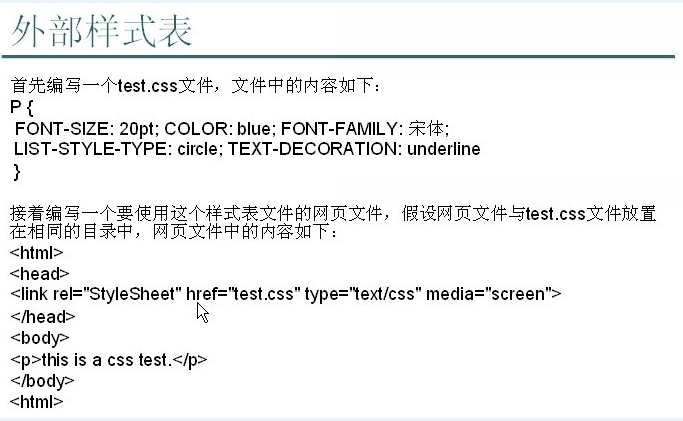 外部样式表
首先编写一个test.css文件，文件中的内容如下：
P {
FONT-SIZE: 20pt; COLOR: blue; FONT-FAMILY: 宋体;
LIST-STYLE-TYPE: circle; TEXT-DECORATION: underline
}
接着编写一个要使用这个样式表文件的网页文件，假设网页文件与test.css文件放置
在相同的目录中，网页文件中的内容如下：
<html>
<head>
<link rel="StyleSheet" href="test.css" type="text/css" media="screen">
</head>
<body>
<p>this is a css test.</p>
</body>
<html>